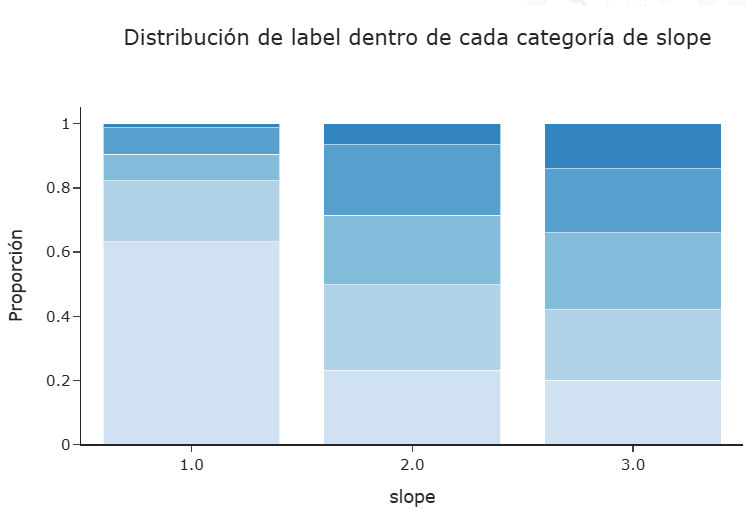 Distribución de label dentro de cada categoría de slope
Proporción
1
0.8
0.6
0.4
0.2
0
1.0 2.0 3.0
slope